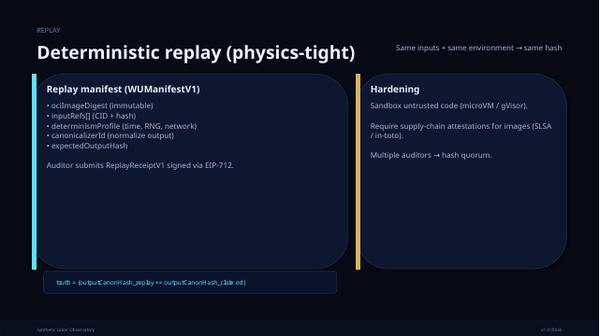 REPLAY
Deterministic replay (physics-tight)
Same inputs + same environment → same hash
Replay manifest (WUManifestV1)
• ociImageDigest (immutable)
• inputRefs[] (CID + hash)
• determinismProfile (time, RNG, network)
• canonicalizerId (normalize output)
• expectedOutputHash
Auditor submits ReplayReceiptV1 signed via EIP-712.
Hardening
Sandbox untrusted code (microVM / gVisor).
Require supply-chain attestations for images (SLSA
/ in-toto).
Multiple auditors → hash quorum.
truth = (outputCanonHash_replay == outputCanonHash_claimed)
Synthetic Labor Observatory